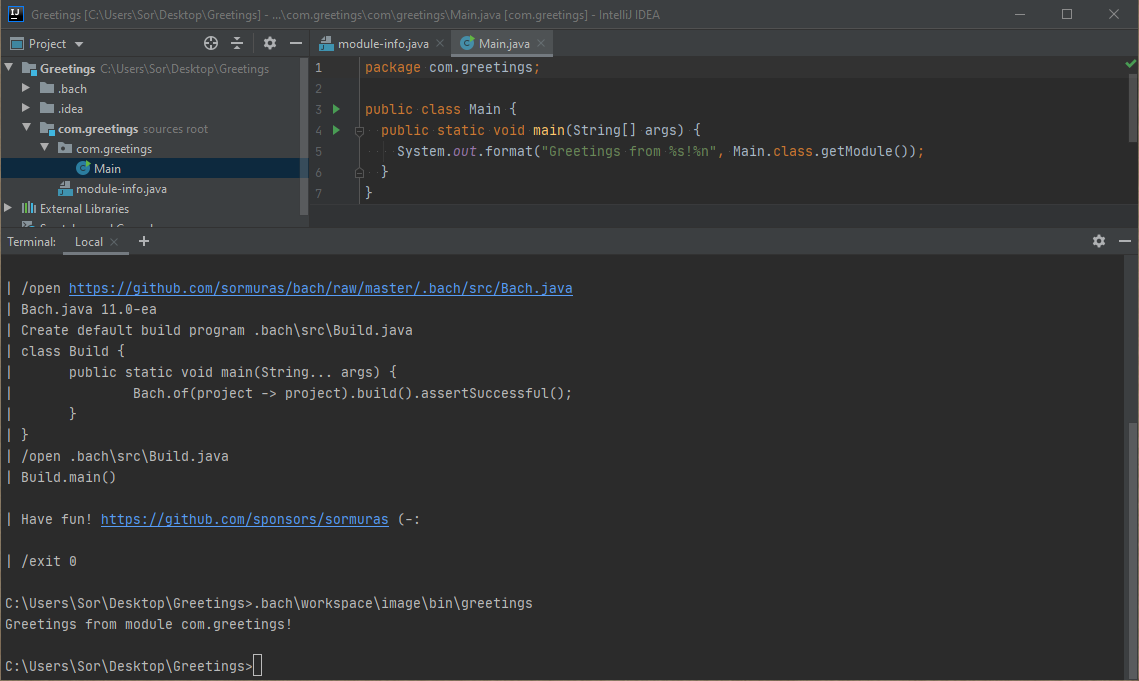 Greetings [C:\Users\Sor\Desktop\Greetings] - ...\com.greetings\com\greetings\Main.java [com.greetings] - IntelliJ IDEA
Project
module-info.java
Main.java
Greetings C:\Users\Sor\Desktop\Greetings
.bach
.idea
com.greetings sources root
com.greetings
Main
module-info.java
External Libraries
1 package com.greetings;
2
3 public class Main {
4 public static void main(String[] args) {
5 System.out.format("Greetings from %s!%n", Main.class.getModule());
6 }
7 }
Terminal: Local × +
| /open https://github.com/sormuras/bach/raw/master/.bach/src/Bach.java
| Bach.java 11.0-ea
| Create default build program .bach\src\Build.java
| class Build {
| public static void main(String... args) {
| Bach.of(project -> project).build().assertSuccessful();
| }
| }
| /open .bach\src\Build.java
| Build.main()
| Have fun! https://github.com/sponsors/sormuras (-:
| /exit 0
C:\Users\Sor\Desktop\Greetings>.bach\workspace\image\bin\greetings
Greetings from module com.greetings!
C:\Users\Sor\Desktop\Greetings>